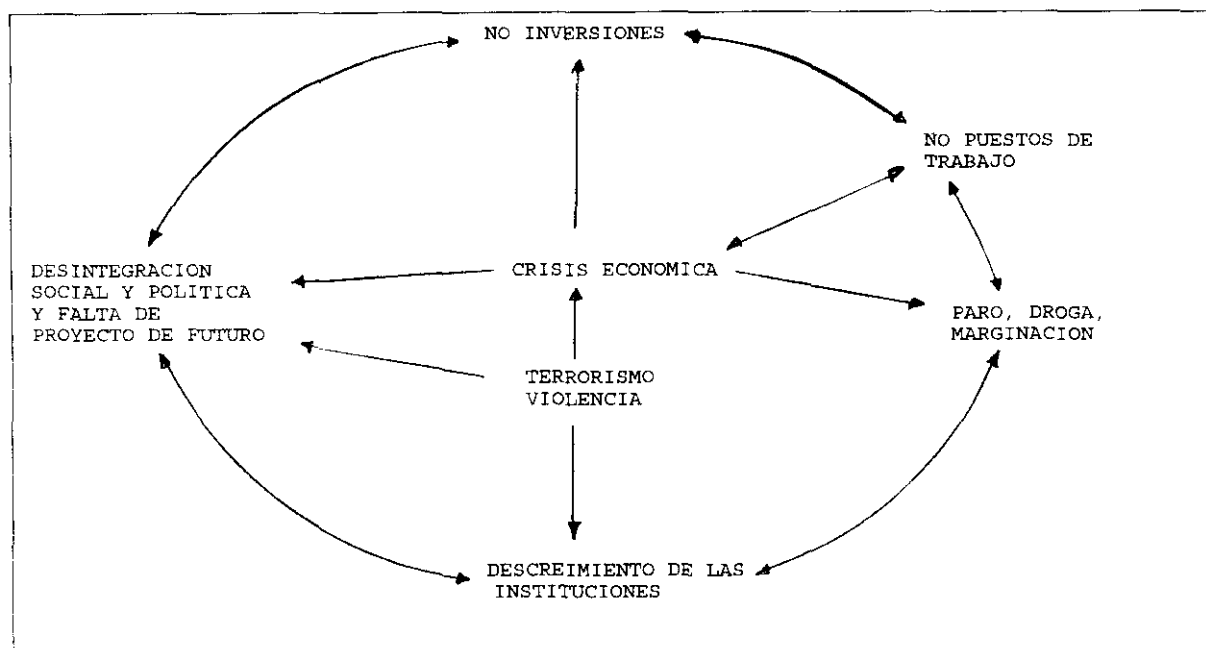 NO INVERSIONES
NO PUESTOS DE
TRABAJO
DESINTEGRACION
SOCIAL Y POLITICA
Y FALTA DE
PROYECTO DE FUTURO
CRISIS ECONOMICA
PARO, DROGA,
MARGINACION
TERRORISMO
VIOLENCIA
DESCREIMIENTO DE LAS
INSTITUCIONES